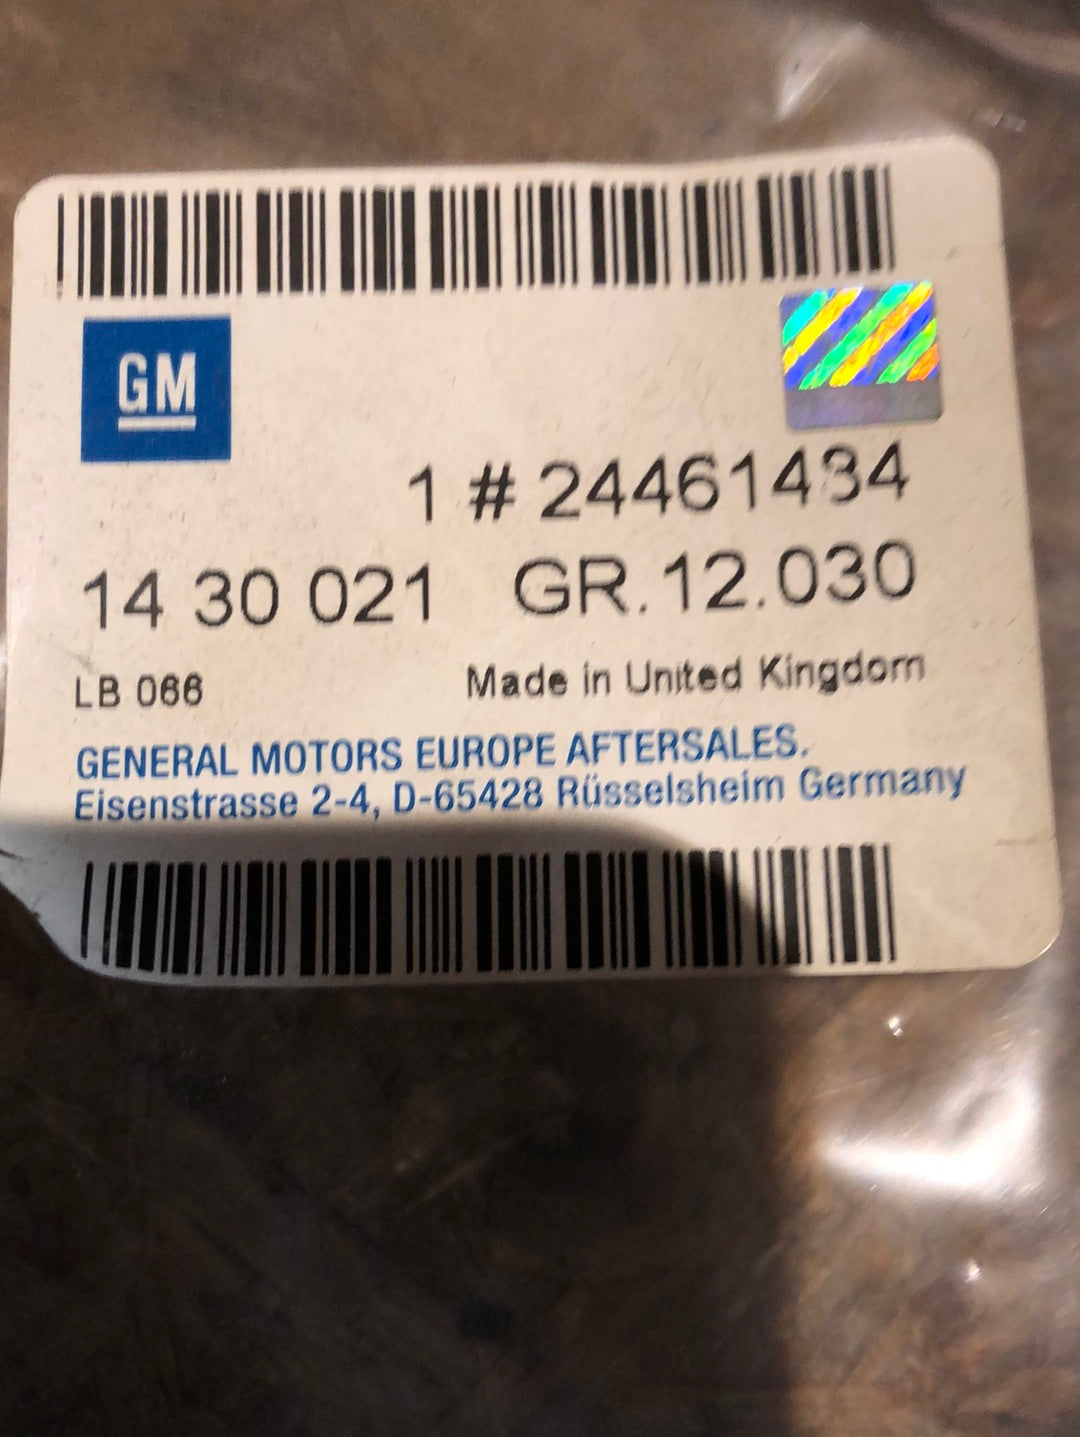 GM
1 # 24461434
14 30 021 GR.12.030
LB 066
Made in United Kingdom
GENERAL MOTORS EUROPE AFTERSALES.
Eisenstrasse 2-4, D-65428 Rüsselsheim Germany